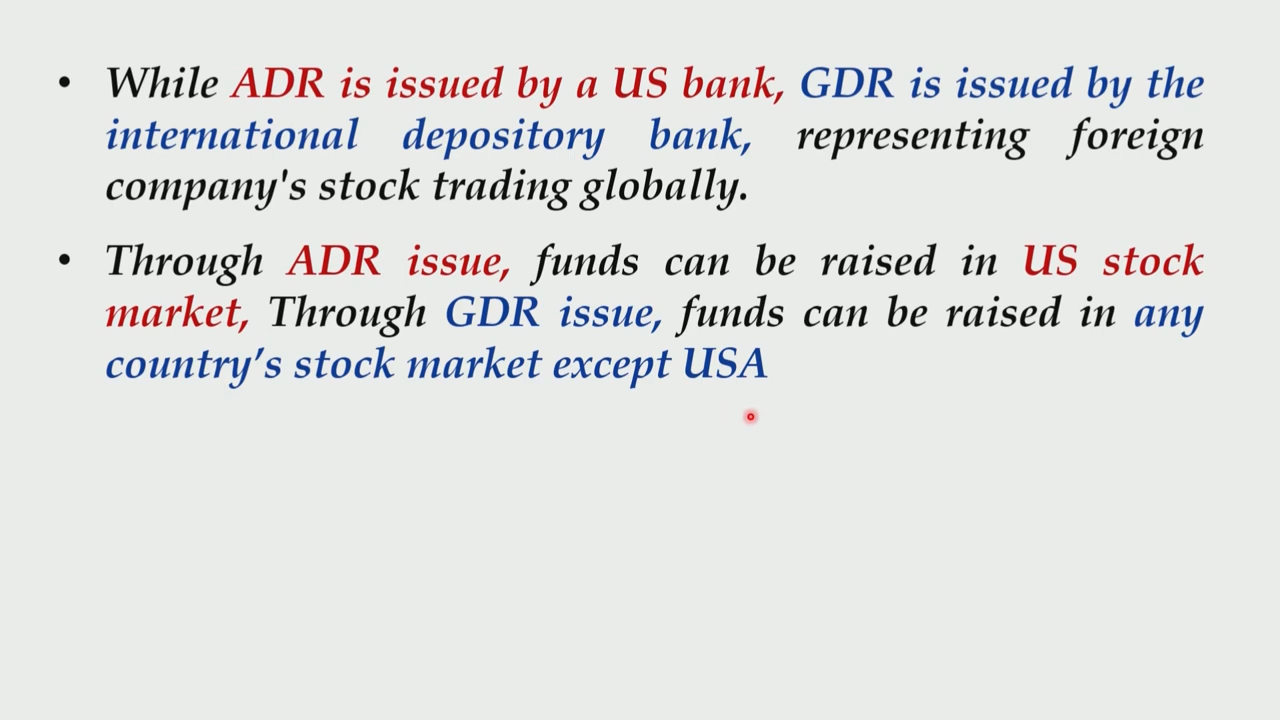 • While ADR is issued by a US bank, GDR is issued by the
international depository bank, representing foreign
company's stock trading globally.
• Through ADR issue, funds can be raised in US stock
market, Through GDR issue, funds can be raised in any
country’s stock market except USA